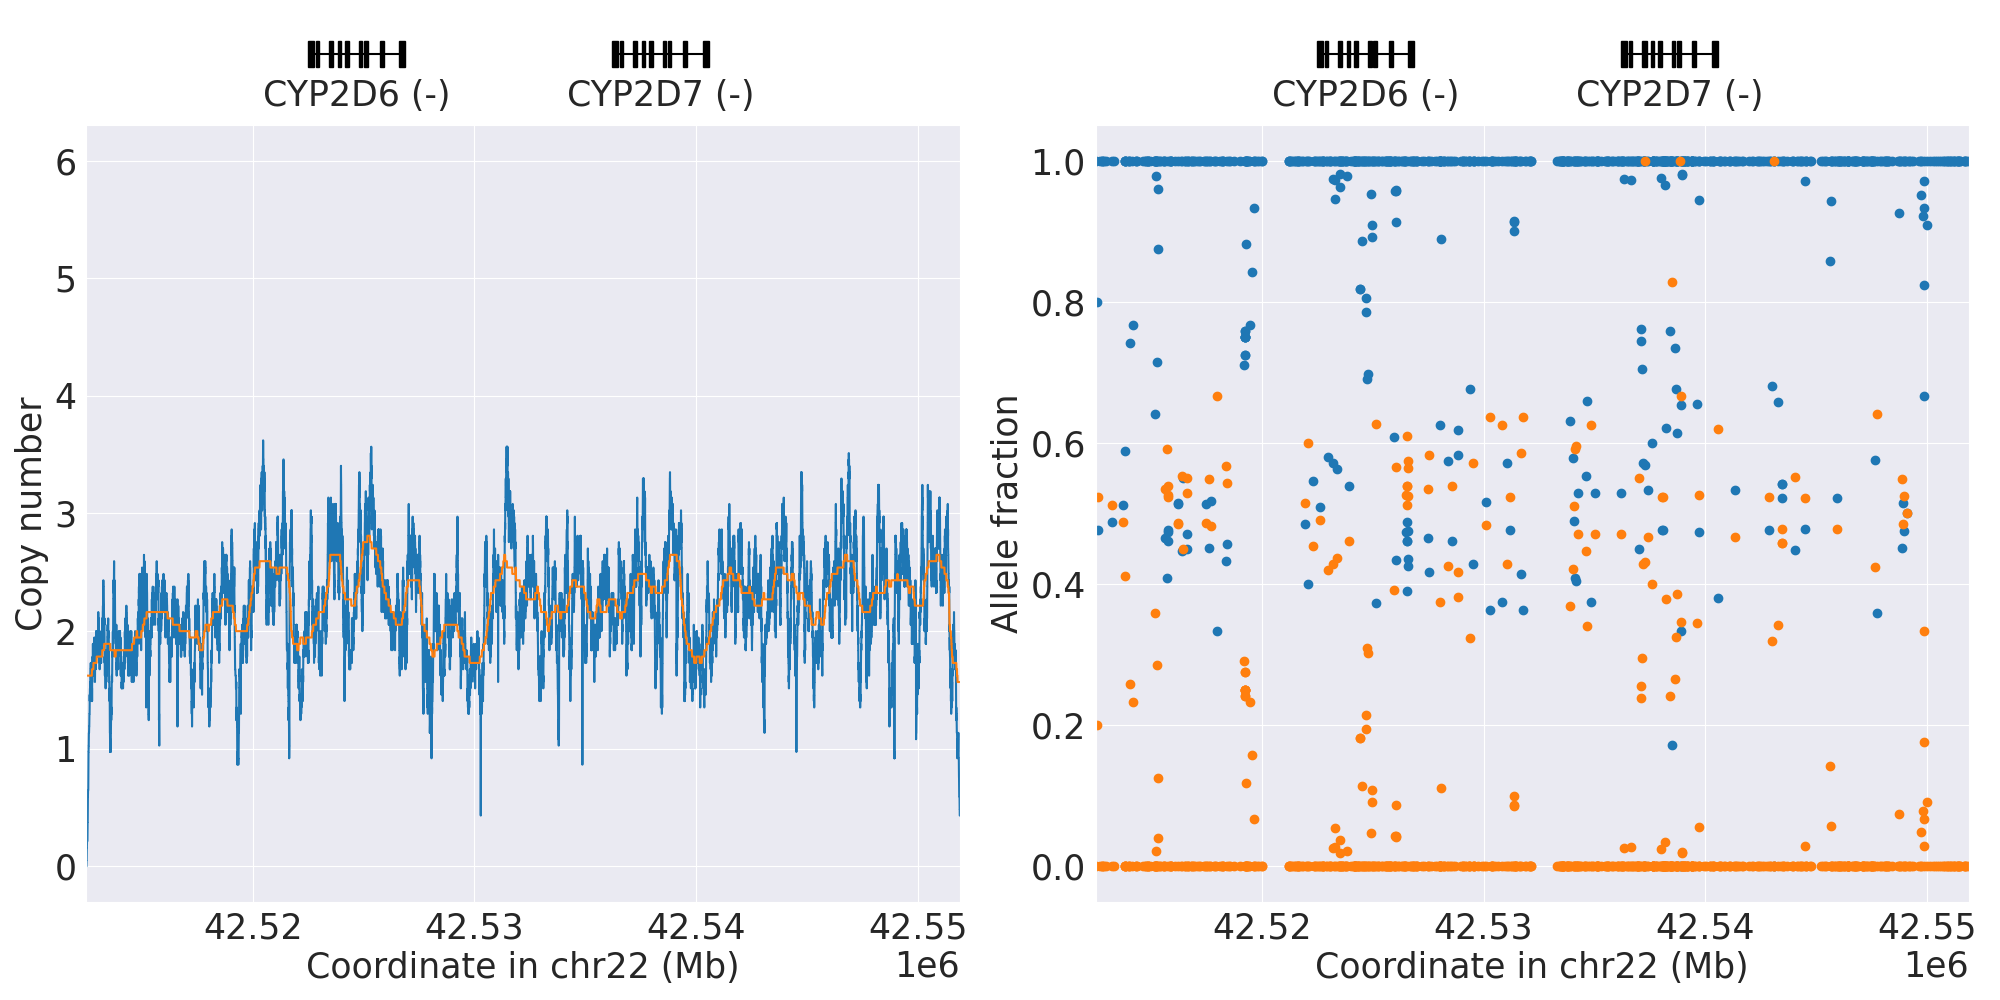 CYP2D6 (-) CYP2D7 (-)
6
5
4
3
2
1
0
Copy number
42.52 42.53 42.54 42.55
1e6
Coordinate in chr22 (Mb)
CYP2D6 (-) CYP2D7 (-)
1.0
0.8
0.6
0.4
0.2
0.0
Allele fraction
42.52 42.53 42.54 42.55
1e6
Coordinate in chr22 (Mb)